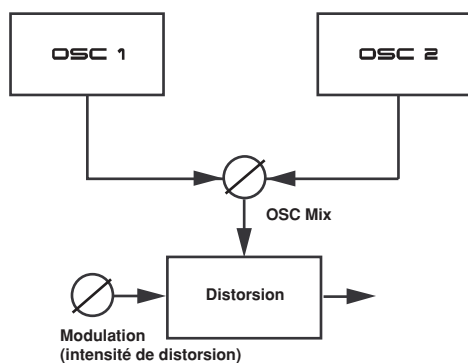 OSC 1
OSC 2
OSC Mix
Distorsion
Modulation
(intensité de distorsion)